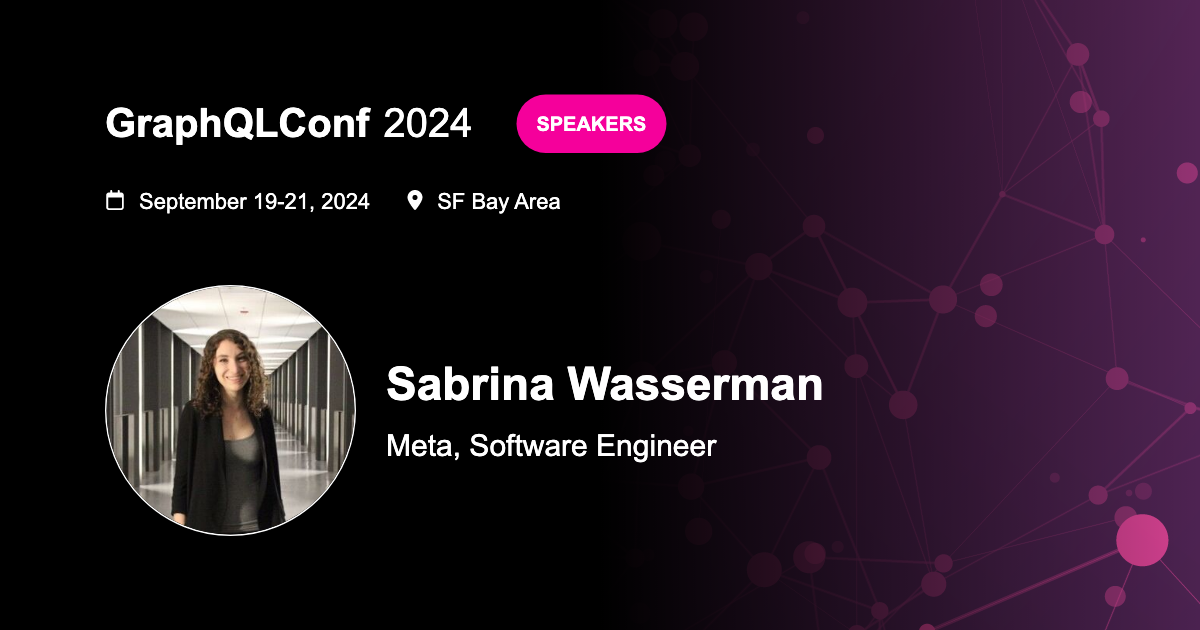 GraphQLConf 2024 SPEAKERS
September 19-21, 2024 SF Bay Area
Sabrina Wasserman
Meta, Software Engineer